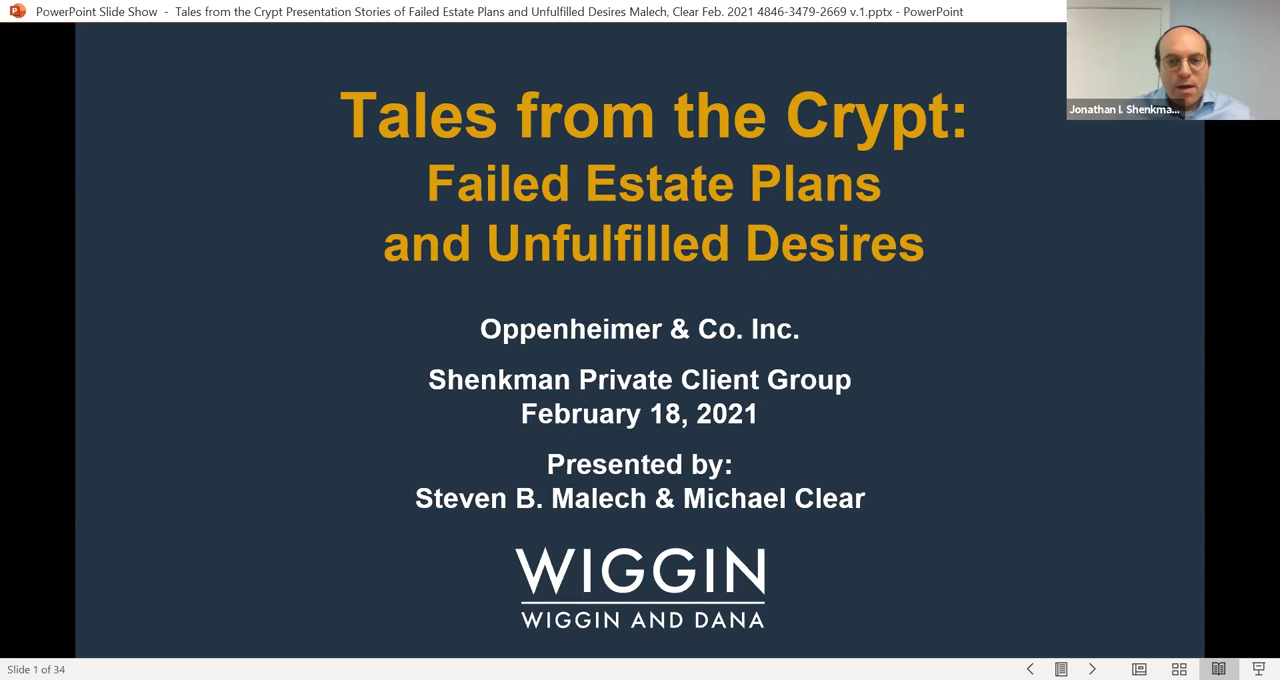 PowerPoint Slide Show - Tales from the Crypt Presentation Stories of Failed Estate Plans and Unfulfilled Desires Malech, Clear Feb. 2021 4846-3479-2669 v.1.pptx - PowerPoint
Jonathan I. Shenkma...
Tales from the Crypt:
Failed Estate Plans
and Unfulfilled Desires
Oppenheimer & Co. Inc.
Shenkman Private Client Group
February 18, 2021
Presented by:
Steven B. Malech & Michael Clear
WIGGIN
WIGGIN AND DANA
Slide 1 of 34